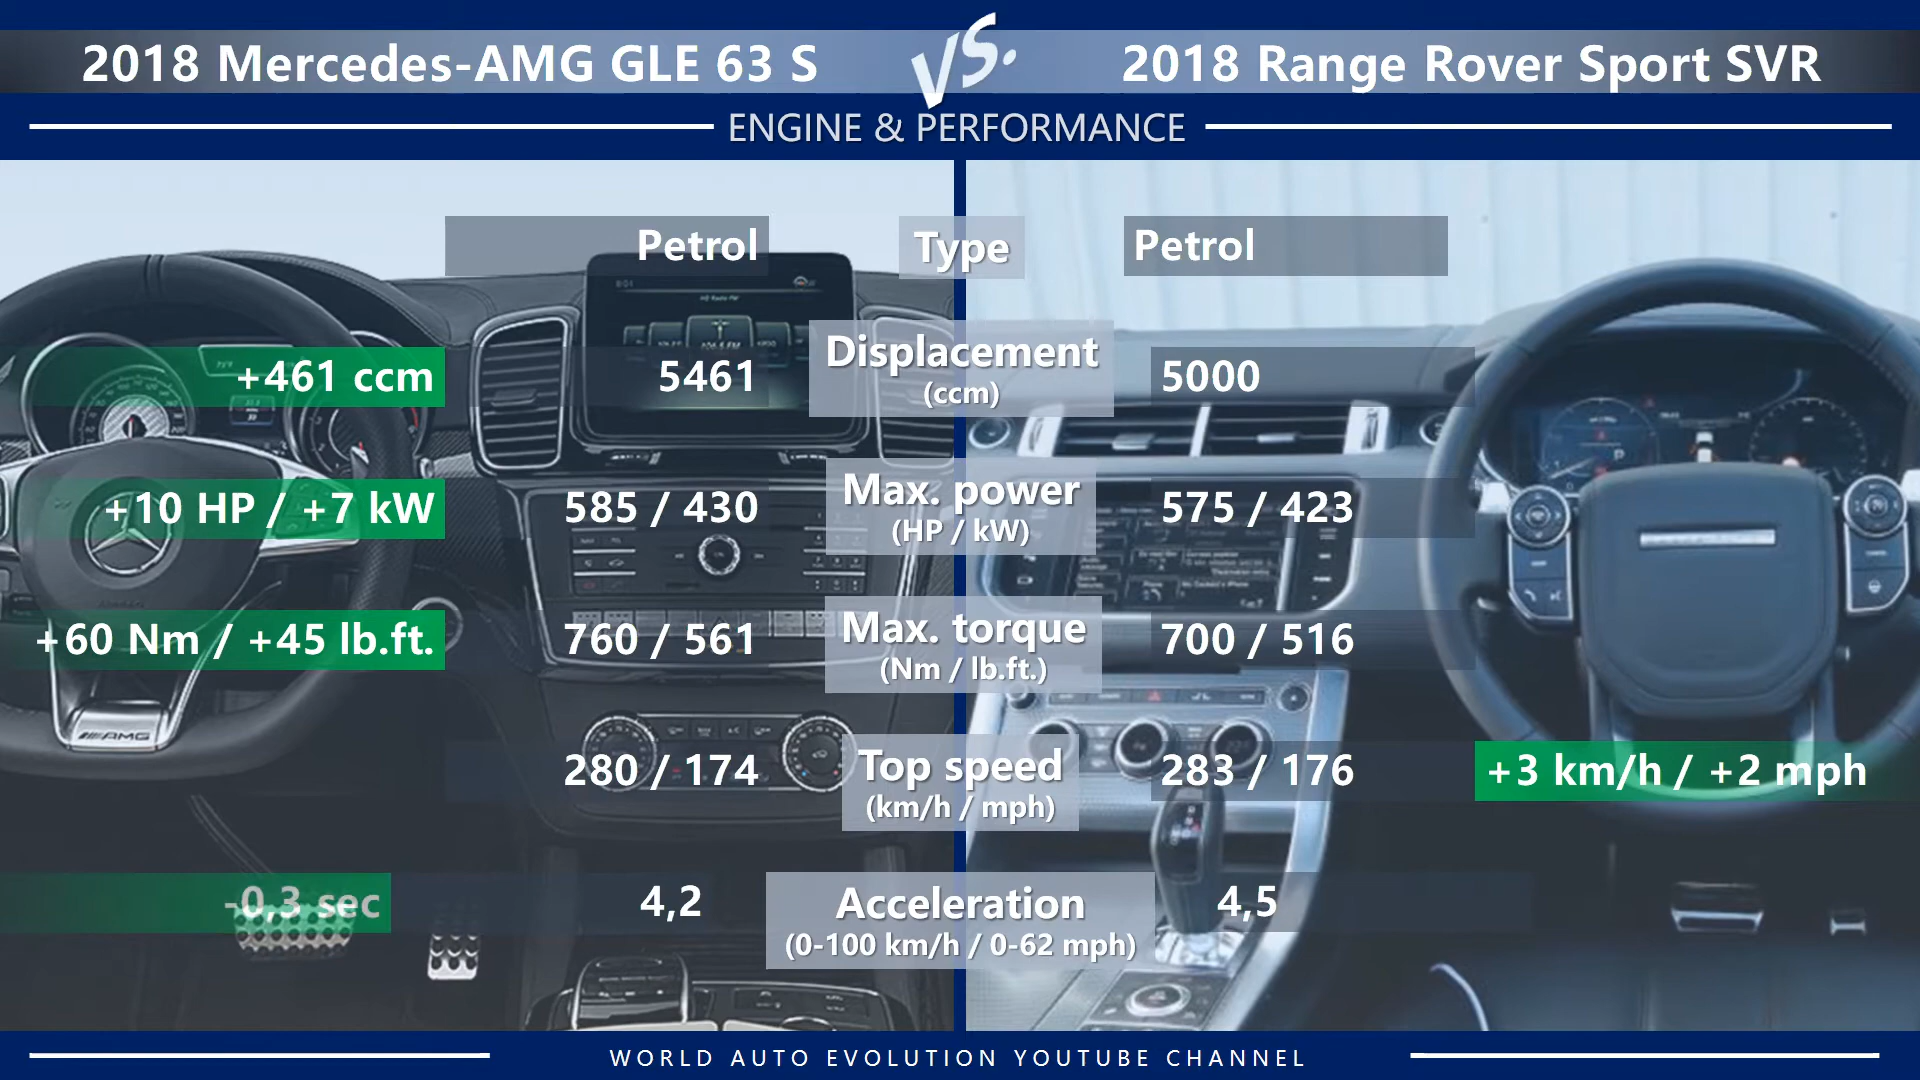 2018 Mercedes-AMG GLE 63 S VS. 2018 Range Rover Sport SVR
ENGINE & PERFORMANCE
Petrol Type Petrol
+461 ccm 5461 Displacement (ccm) 5000
+10 HP / +7 kW 585 / 430 Max. power (HP / kW) 575 / 423
+60 Nm / +45 lb.ft. 760 / 561 Max. torque (Nm / lb.ft.) 700 / 516
AMG
280 / 174 Top speed (km/h / mph) 283 / 176 +3 km/h / +2 mph
-0,3 sec 4,2 Acceleration (0-100 km/h / 0-62 mph) 4,5
WORLD AUTO EVOLUTION YOUTUBE CHANNEL